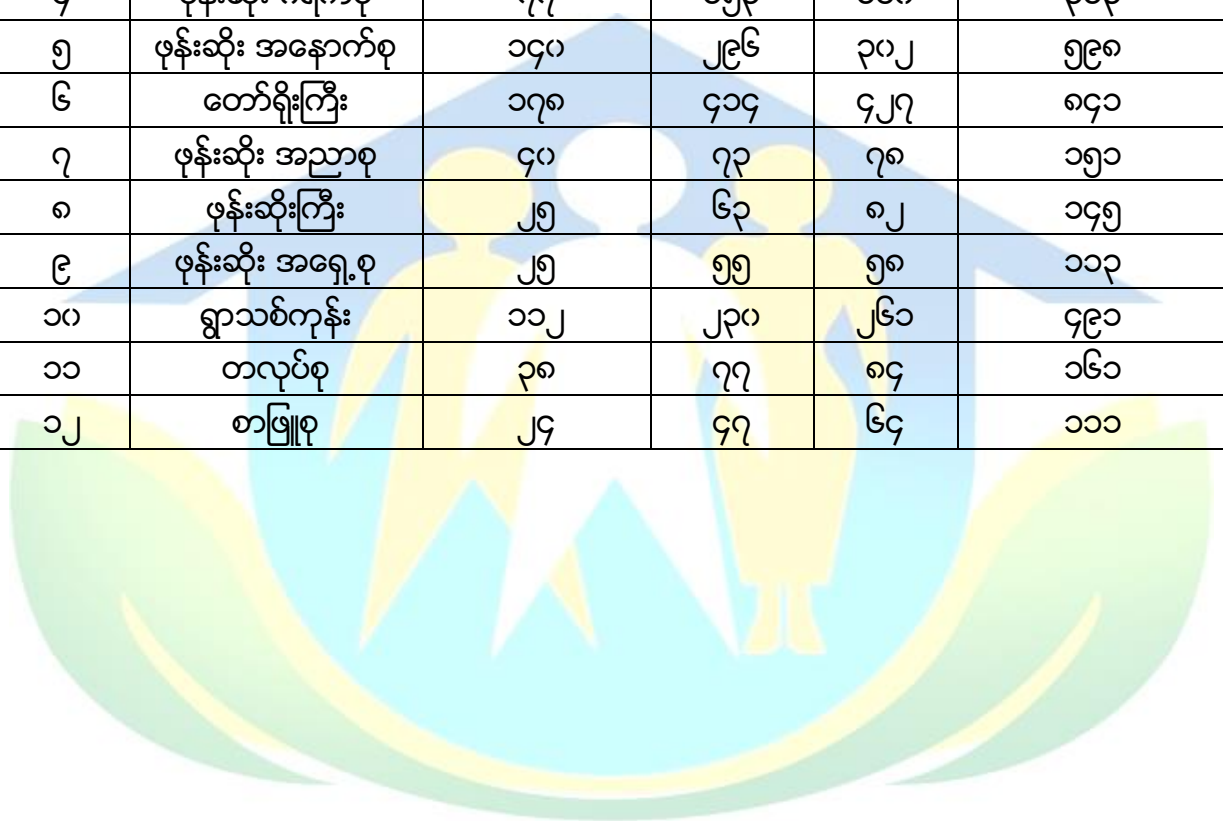 ၅ ဖုန်းဆိုး အနောက်စု ၁၄၀ ၂၉၆ ၃၀၂ ၅၉၈
၆ တော်ရိုးကြီး ၁၇၈ ၄၁၄ ၄၂၇ ၈၄၁
၇ ဖုန်းဆိုး အညာစု ၄၀ ၇၃ ၇၈ ၁၅၁
၈ ဖုန်းဆိုးကြီး ၂၅ ၆၃ ၈၂ ၁၄၅
၉ ဖုန်းဆိုး အရှေ့စု ၂၅ ၅၅ ၅၈ ၁၁၃
၁၀ ရွာသစ်ကုန်း ၁၁၂ ၂၃၀ ၂၆၁ ၄၉၁
၁၁ တလုပ်စု ၃၈ ၇၇ ၈၄ ၁၆၁
၁၂ စာဖြူစု ၂၄ ၄၇ ၆၄ ၁၁၁